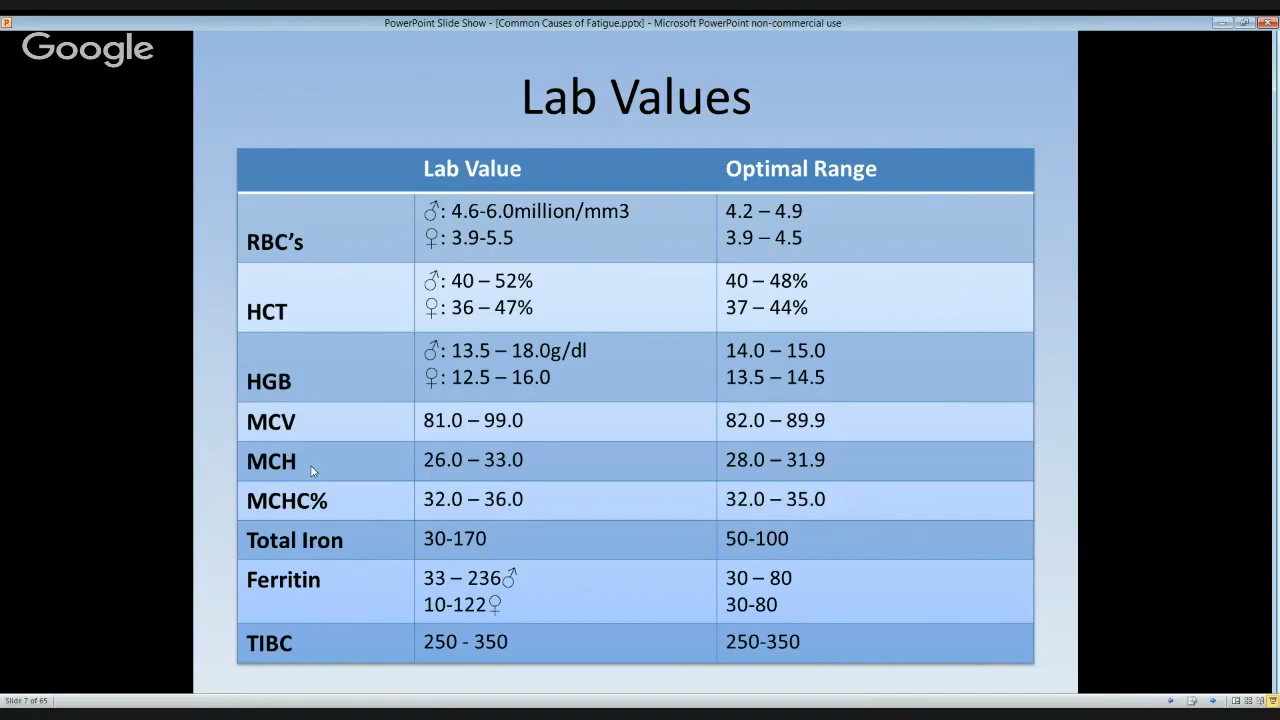 PowerPoint Slide Show - [Common Causes of Fatigue.pptx] - Microsoft PowerPoint non-commercial use
Google
Lab Values
Lab Value Optimal Range
RBC's ♂: 4.6-6.0million/mm3 4.2 – 4.9
♀: 3.9-5.5 3.9 – 4.5
HCT ♂: 40 – 52% 40 – 48%
♀: 36 – 47% 37 – 44%
HGB ♂: 13.5 – 18.0g/dl 14.0 – 15.0
♀: 12.5 – 16.0 13.5 – 14.5
MCV 81.0 – 99.0 82.0 – 89.9
MCH 26.0 – 33.0 28.0 – 31.9
MCHC% 32.0 – 36.0 32.0 – 35.0
Total Iron 30-170 50-100
Ferritin 33 – 236♂ 30 – 80
10-122♀ 30-80
TIBC 250 - 350 250-350
Slide 7 of 65